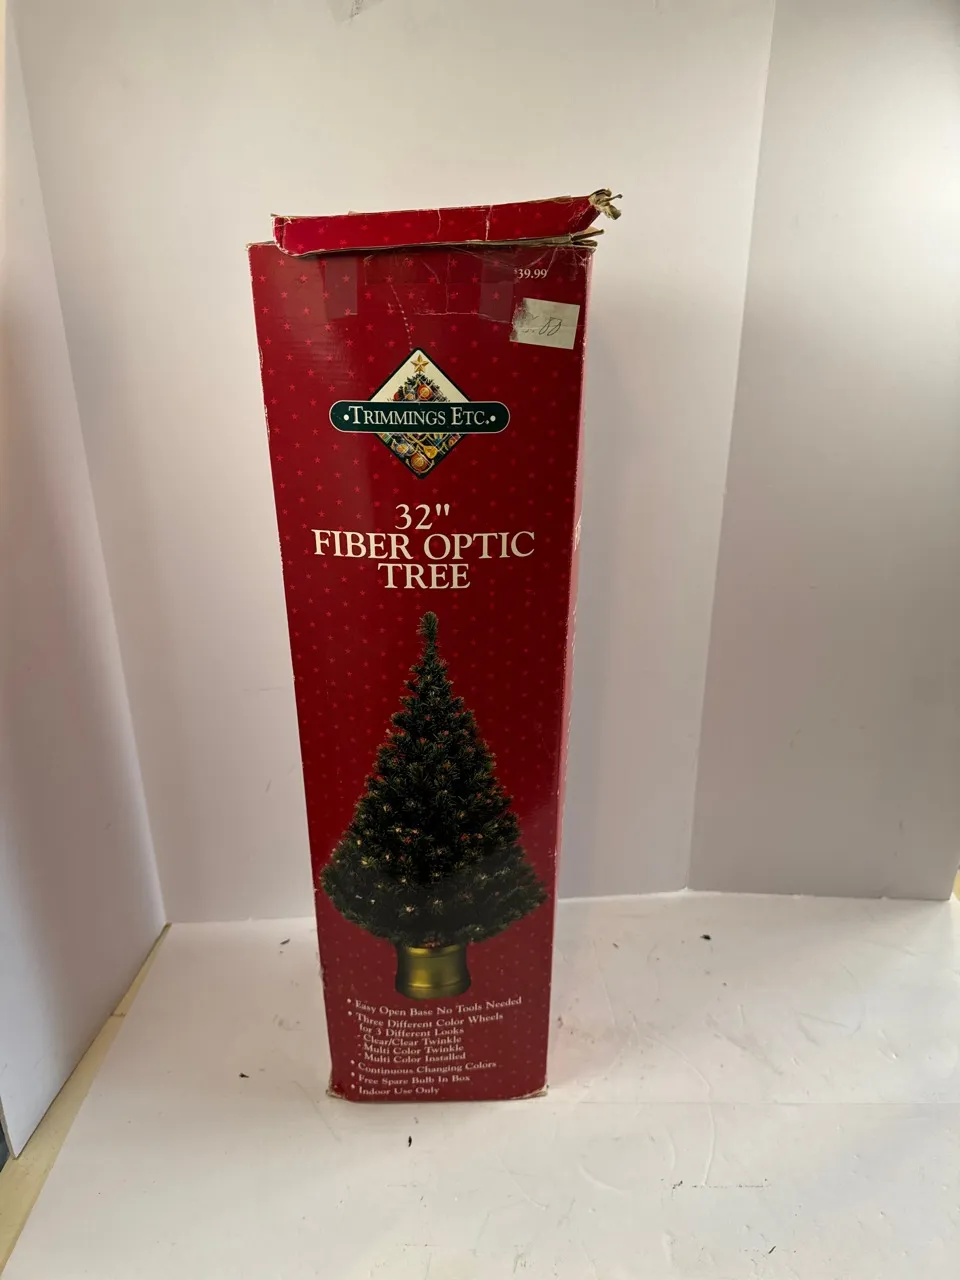 $39.99
•TRIMMINGS ETC.•
32"
FIBER OPTIC
TREE
• Easy Open Base No Tools Needed
• Three Different Color Wheels
for 3 Different Looks
- Clear/Clear Twinkle
- Multi Color Twinkle
- Multi Color Installed
• Continuous Changing Colors
• Free Spare Bulb In Box
• Indoor Use Only